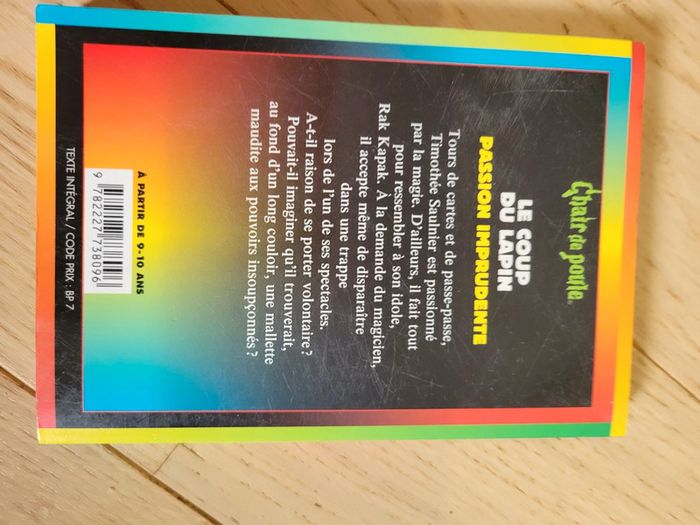 Chair de poule®
LE COUP
DU LAPIN
PASSION IMPRUDENTE
Tours de cartes et de passe-passe,
Timothée Saulnier est passionné
par la magie. D'ailleurs, il fait tout
pour ressembler à son idole,
Rak Kapak. À la demande du magicien,
il accepte même de disparaître
dans une trappe
lors de l'un de ses spectacles.
A-t-il raison de se porter volontaire ?
Pouvait-il imaginer qu'il trouverait,
au fond d'un long couloir, une mallette
maudite aux pouvoirs insoupçonnés ?
À PARTIR DE 9-10 ANS
9 782227 738096
TEXTE INTÉGRAL / CODE PRIX : BP 7